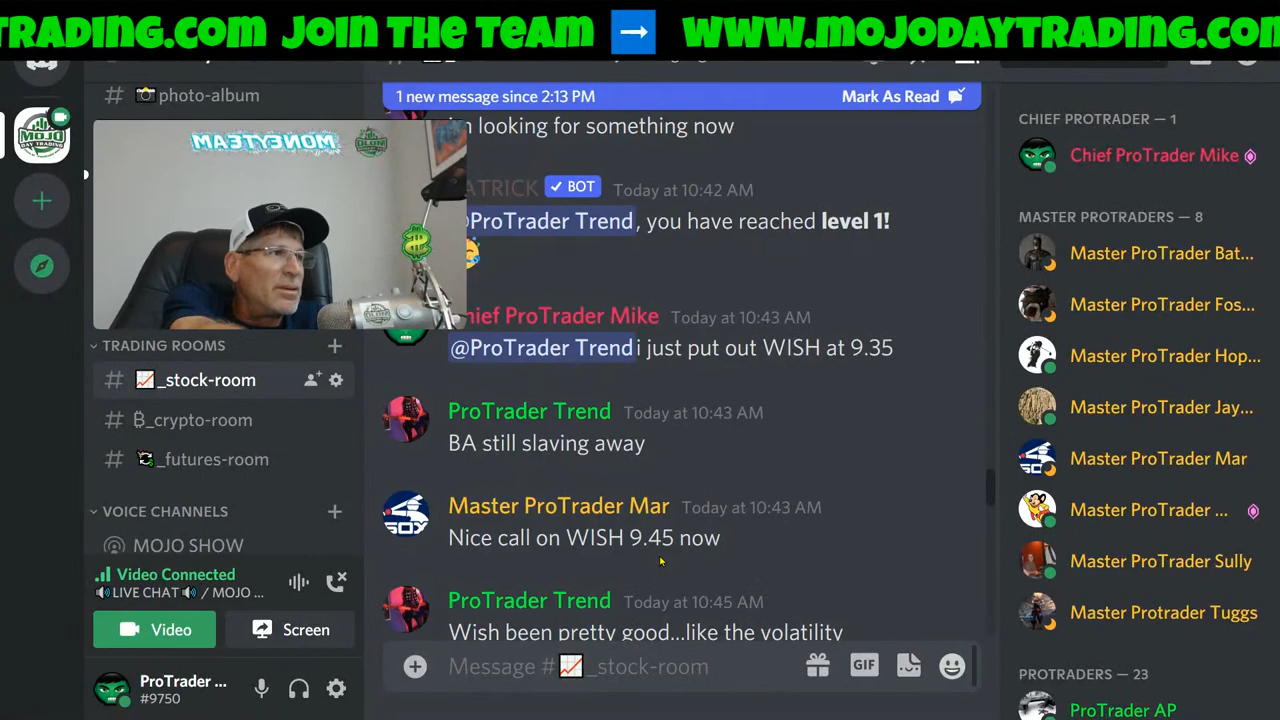 TRADING.com JOIN THE TEAM ➡ www.MOJODAYTRADING.Com
1 new message since 2:13 PM Mark As Read
# photo-album
MOJO
DAY TRADING
MONEYTEAM
MOJO
I'm looking for something now
ATRICK ✔ BOT Today at 10:42 AM
@ProTrader Trend, you have reached level 1!
Chief ProTrader Mike Today at 10:43 AM
@ProTrader Trend i just put out WISH at 9.35
ProTrader Trend Today at 10:43 AM
BA still slaving away
SOX
Master ProTrader Mar Today at 10:43 AM
Nice call on WISH 9.45 now
ProTrader Trend Today at 10:45 AM
Wish been pretty good...like the volatility
Message # _stock-room
GIF
TRADING ROOMS
# _stock-room
# ₿_crypto-room
# _futures-room
VOICE CHANNELS
MOJO SHOW
Video Connected
LIVE CHAT / MOJO ...
Video Screen
ProTrader ...
#9750
CHIEF PROTRADER — 1
Chief ProTrader Mike
MASTER PROTRADERS — 8
Master ProTrader Bat...
Master ProTrader Fos...
Master ProTrader Hop...
Master ProTrader Jay...
Master ProTrader Mar
Master ProTrader ...
Master ProTrader Sully
Master Protrader Tuggs
PROTRADERS — 23
ProTrader AP